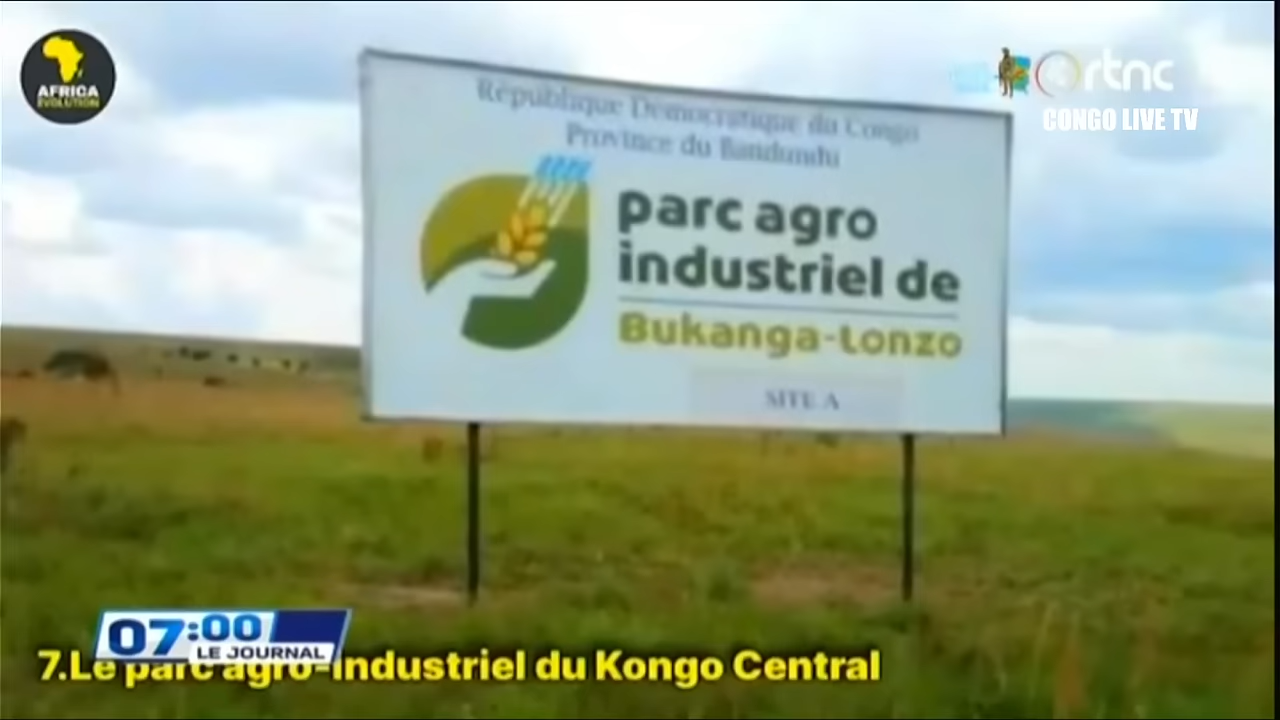 AFRICA
EVOLUTION
rtnc
CONGO LIVE TV
République Démocratique du Congo
Province du Bandundu
parc agro
industriel de
Bukanga-Lonzo
SITE A
07:00
LE JOURNAL
7.Le parc agro-industriel du Kongo Central